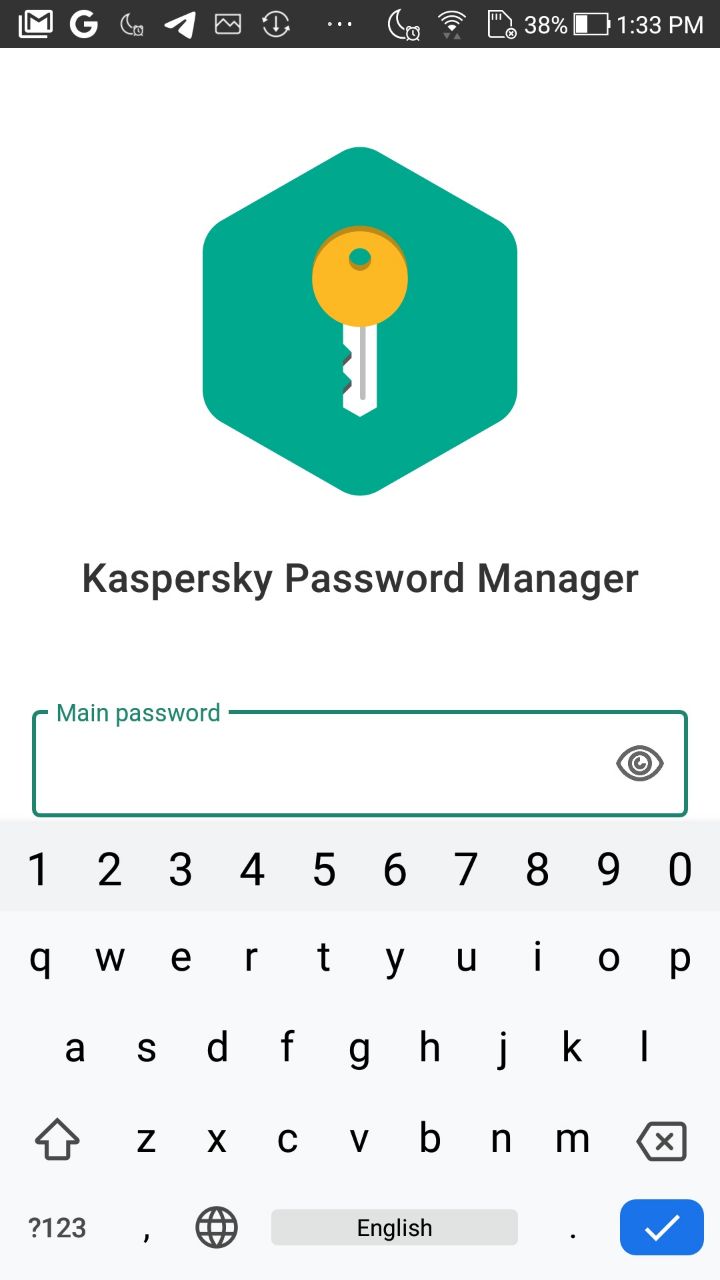 38% 1:33 PM
Kaspersky Password Manager
Main password
1 2 3 4 5 6 7 8 9 0
q w e r t y u i o p
a s d f g h j k l
z x c v b n m
?123 , English .